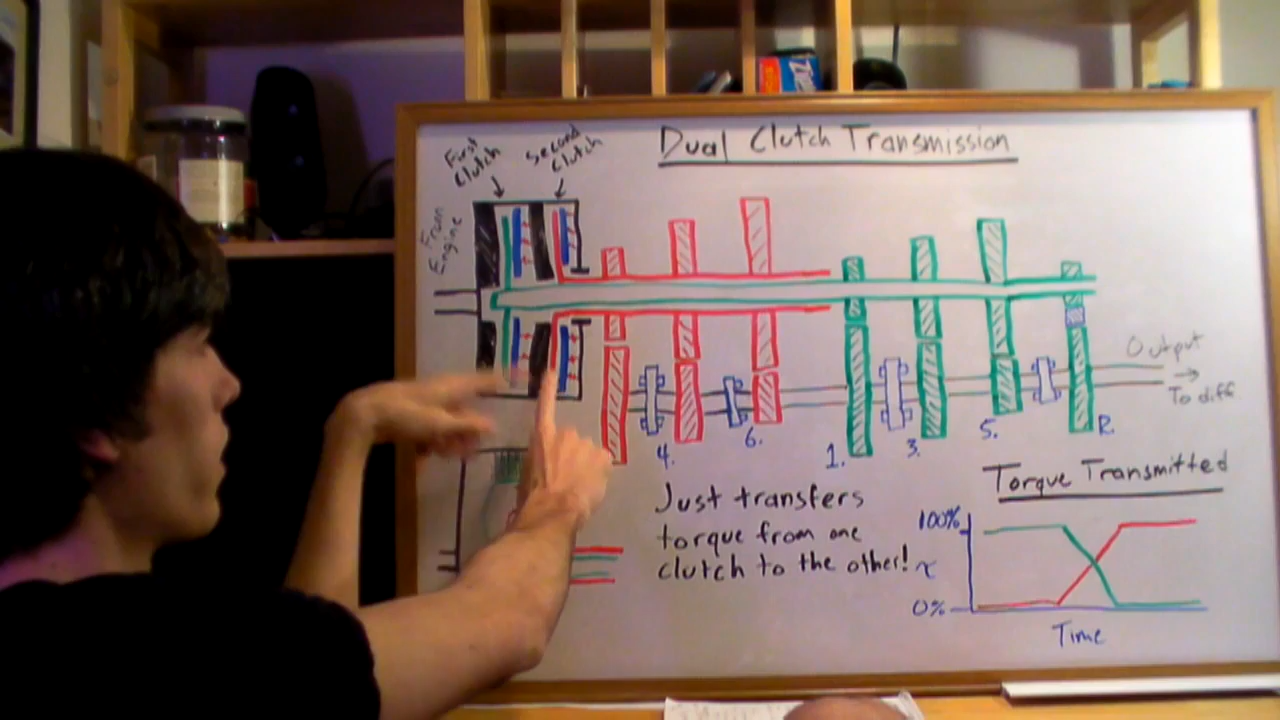 Dual Clutch Transmission
First
Clutch
Second
Clutch
From
Engine
4.
6.
1.
3.
5.
R.
Output
To diff
Just transfers
torque from one
clutch to the other!
Torque Transmitted
100%
τ
0%
Time